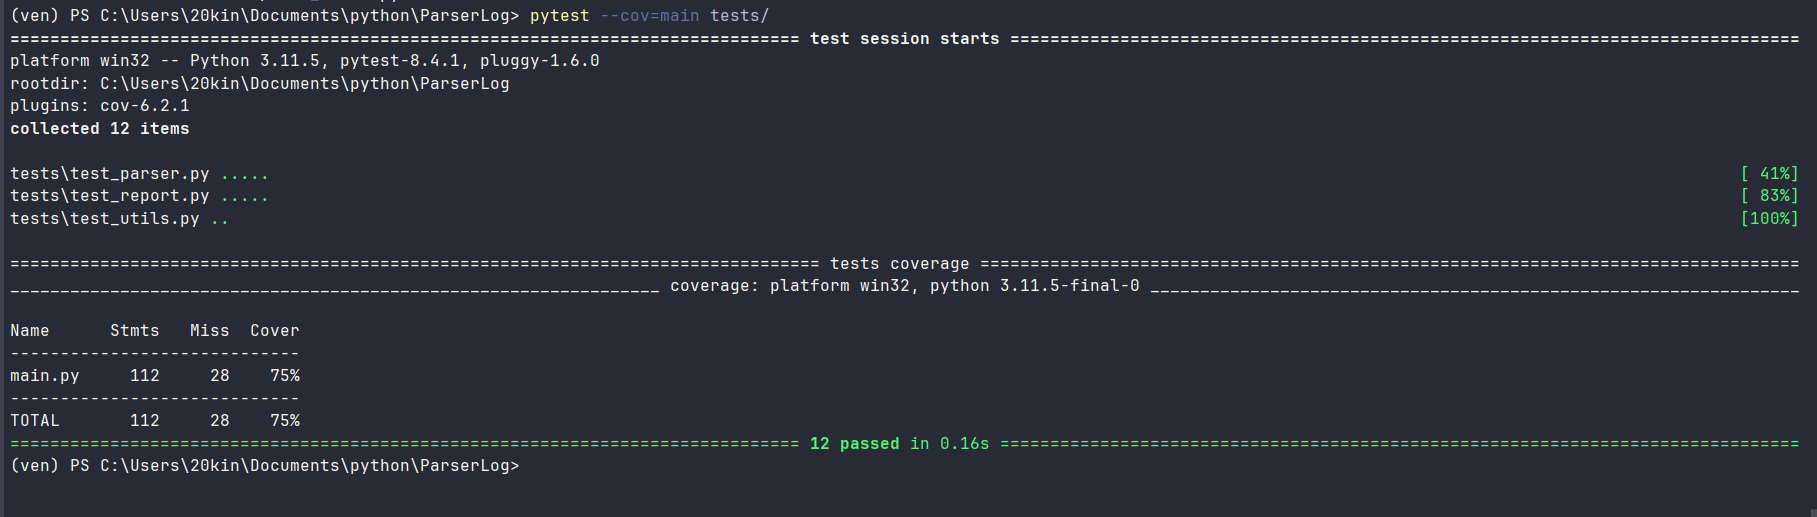 (ven) PS C:\Users\20kin\Documents\python\ParserLog> pytest --cov=main tests/
=============================================================================== test session starts ===============================================================================
platform win32 -- Python 3.11.5, pytest-8.4.1, pluggy-1.6.0
rootdir: C:\Users\20kin\Documents\python\ParserLog
plugins: cov-6.2.1
collected 12 items
tests\test_parser.py ..... [ 41%]
tests\test_report.py ..... [ 83%]
tests\test_utils.py .. [100%]
================================================================================= tests coverage ==================================================================================
_________________________________________________________________ coverage: platform win32, python 3.11.5-final-0 _________________________________________________________________
Name      Stmts   Miss  Cover
-----------------------------
main.py     112     28    75%
-----------------------------
TOTAL       112     28    75%
=============================================================================== 12 passed in 0.16s ================================================================================
(ven) PS C:\Users\20kin\Documents\python\ParserLog>